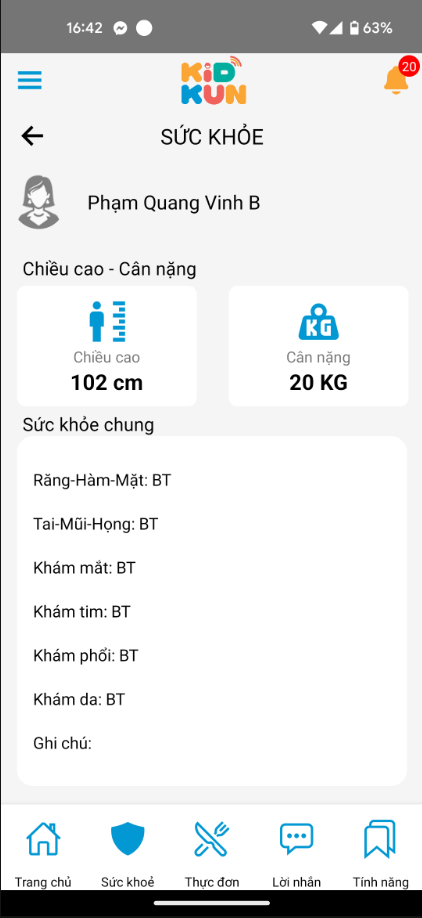 16:42
63%
KiD
KUN
20
SỨC KHỎE
Phạm Quang Vinh B
Chiều cao - Cân nặng
KG
Chiều cao
Cân nặng
102 cm
20 KG
Sức khỏe chung
Răng-Hàm-Mặt: BT
Tai-Mũi-Họng: BT
Khám mắt: BT
Khám tim: BT
Khám phổi: BT
Khám da: BT
Ghi chú:
Trang chủ
Sức khoẻ
Thực đơn
Lời nhắn
Tính năng